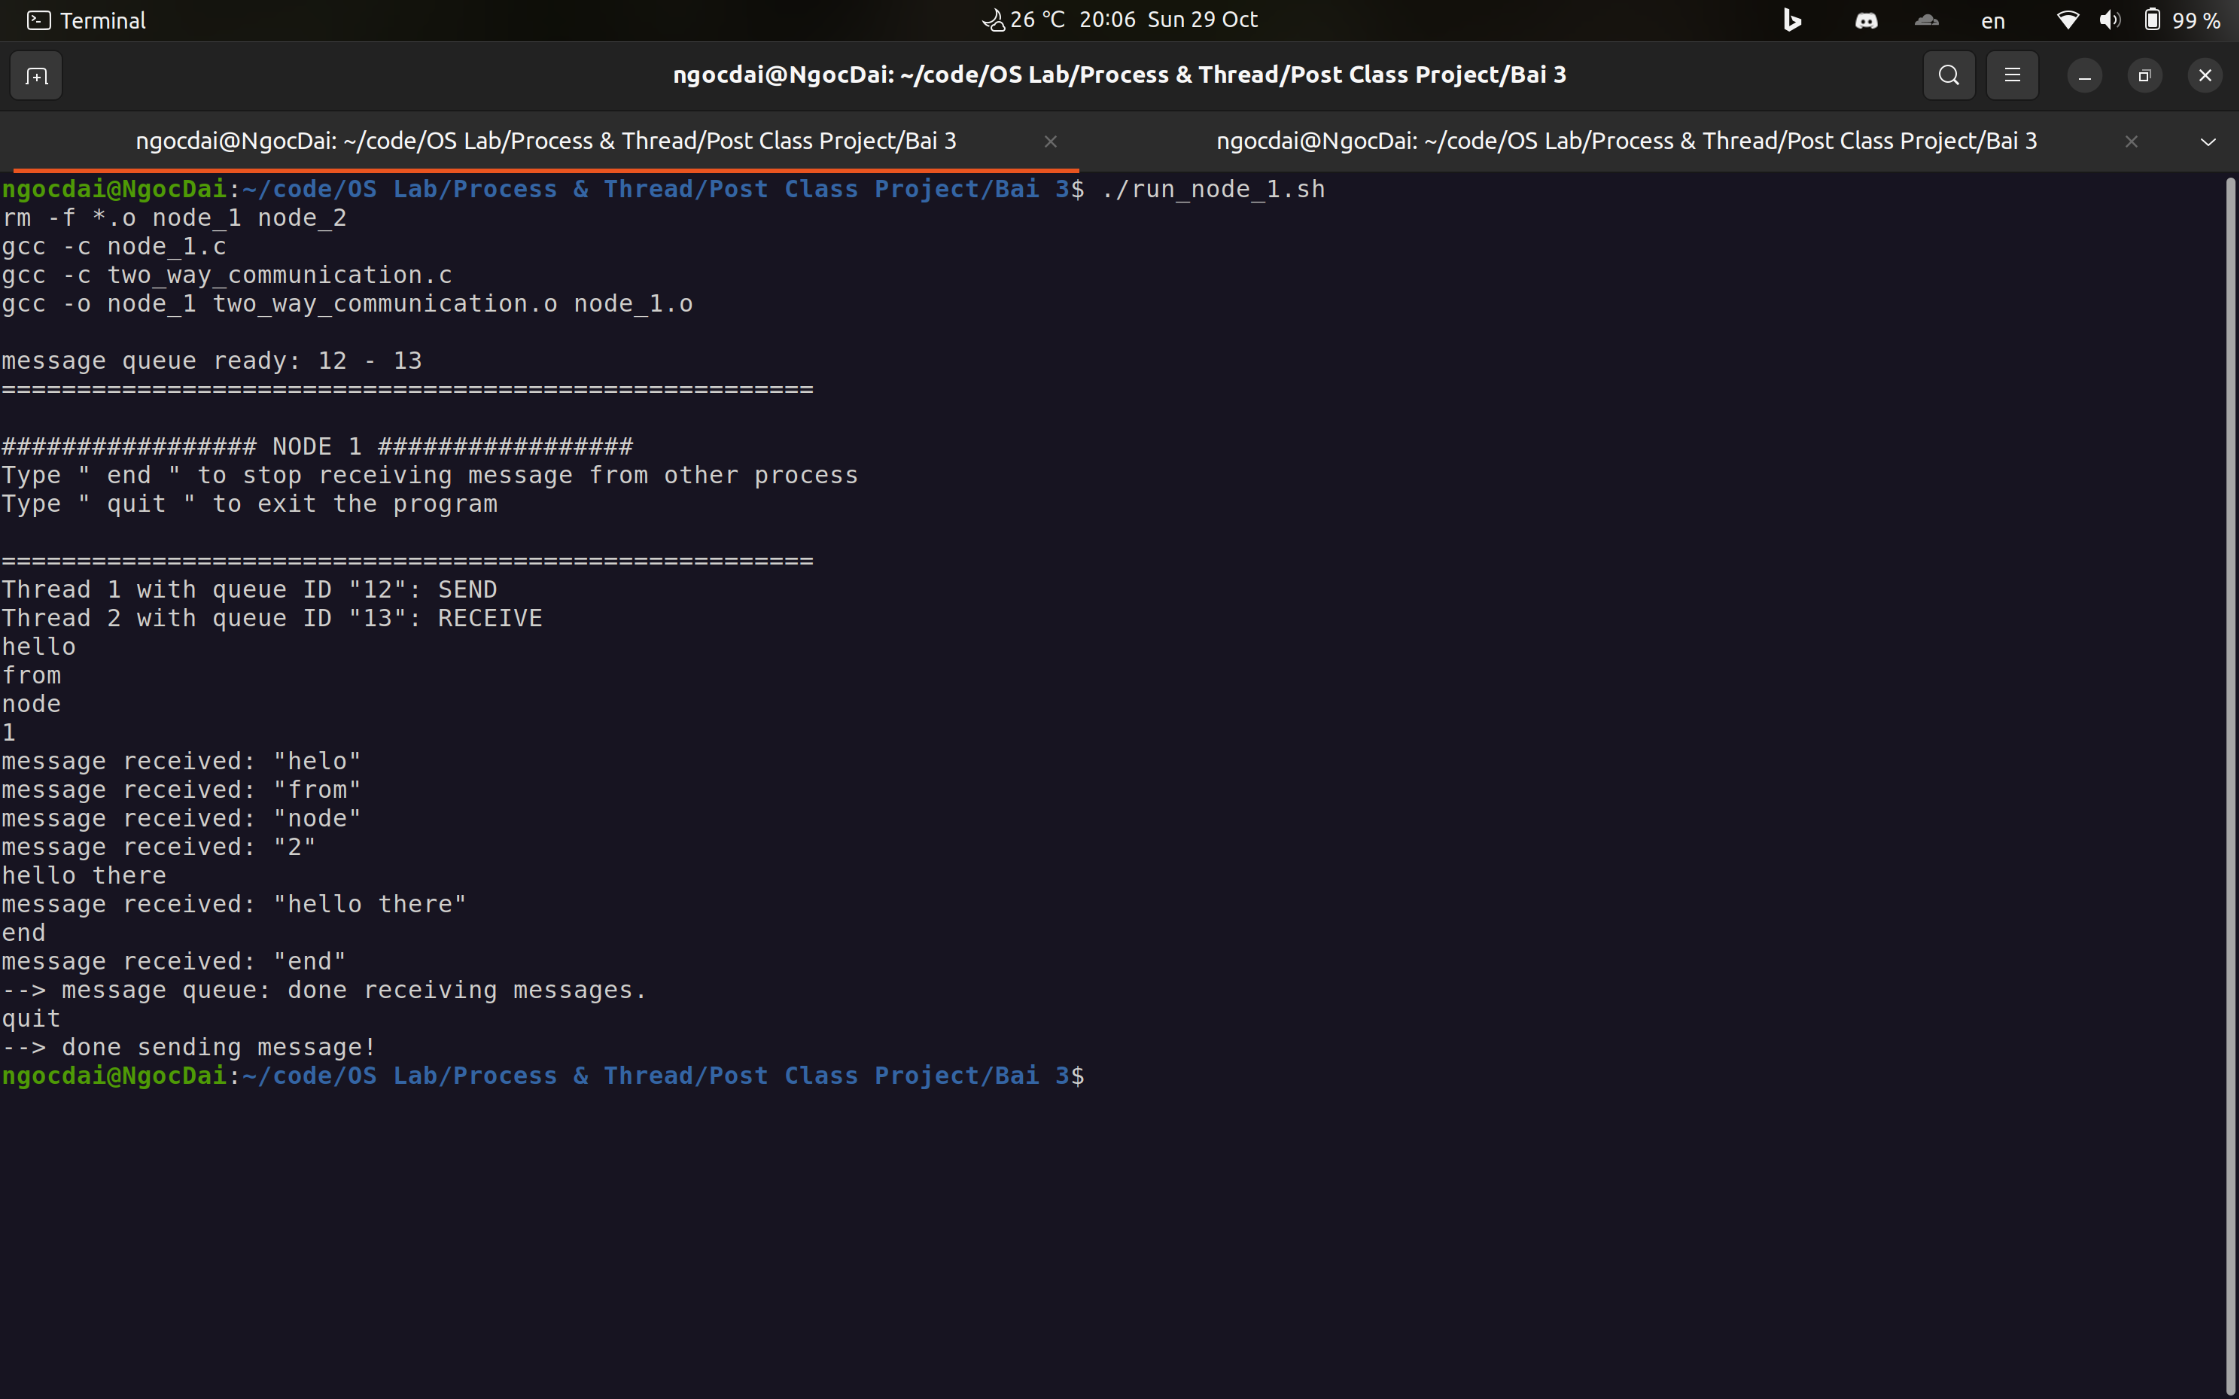 Terminal
26 °C 20:06 Sun 29 Oct
en
99 %
ngocdai@NgocDai: ~/code/OS Lab/Process & Thread/Post Class Project/Bai 3
ngocdai@NgocDai: ~/code/OS Lab/Process & Thread/Post Class Project/Bai 3
ngocdai@NgocDai: ~/code/OS Lab/Process & Thread/Post Class Project/Bai 3
ngocdai@NgocDai:~/code/OS Lab/Process & Thread/Post Class Project/Bai 3$ ./run_node_1.sh
rm -f *.o node_1 node_2
gcc -c node_1.c
gcc -c two_way_communication.c
gcc -o node_1 two_way_communication.o node_1.o
message queue ready: 12 - 13
======================================================
################# NODE 1 #################
Type " end " to stop receiving message from other process
Type " quit " to exit the program
======================================================
Thread 1 with queue ID "12": SEND
Thread 2 with queue ID "13": RECEIVE
hello
from
node
1
message received: "helo"
message received: "from"
message received: "node"
message received: "2"
hello there
message received: "hello there"
end
message received: "end"
--> message queue: done receiving messages.
quit
--> done sending message!
ngocdai@NgocDai:~/code/OS Lab/Process & Thread/Post Class Project/Bai 3$